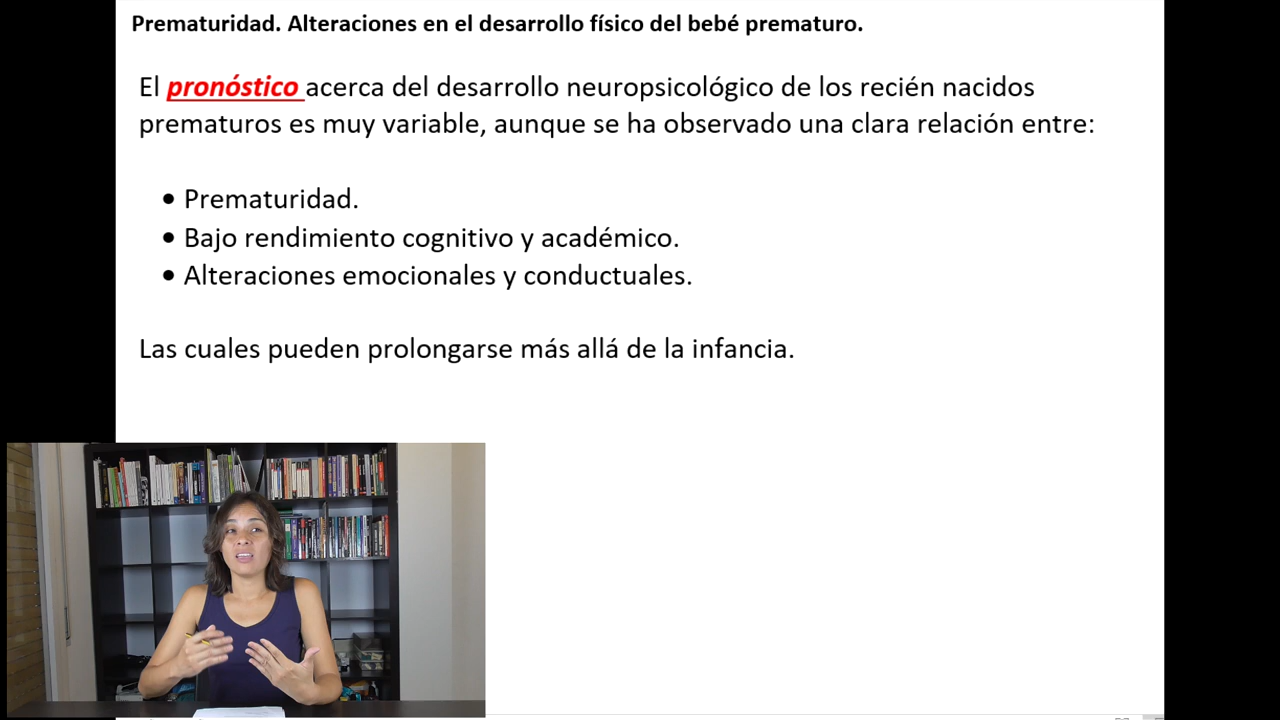 Prematuridad. Alteraciones en el desarrollo físico del bebé prematuro.
El pronóstico acerca del desarrollo neuropsicológico de los recién nacidos
prematuros es muy variable, aunque se ha observado una clara relación entre:
• Prematuridad.
• Bajo rendimiento cognitivo y académico.
• Alteraciones emocionales y conductuales.
Las cuales pueden prolongarse más allá de la infancia.